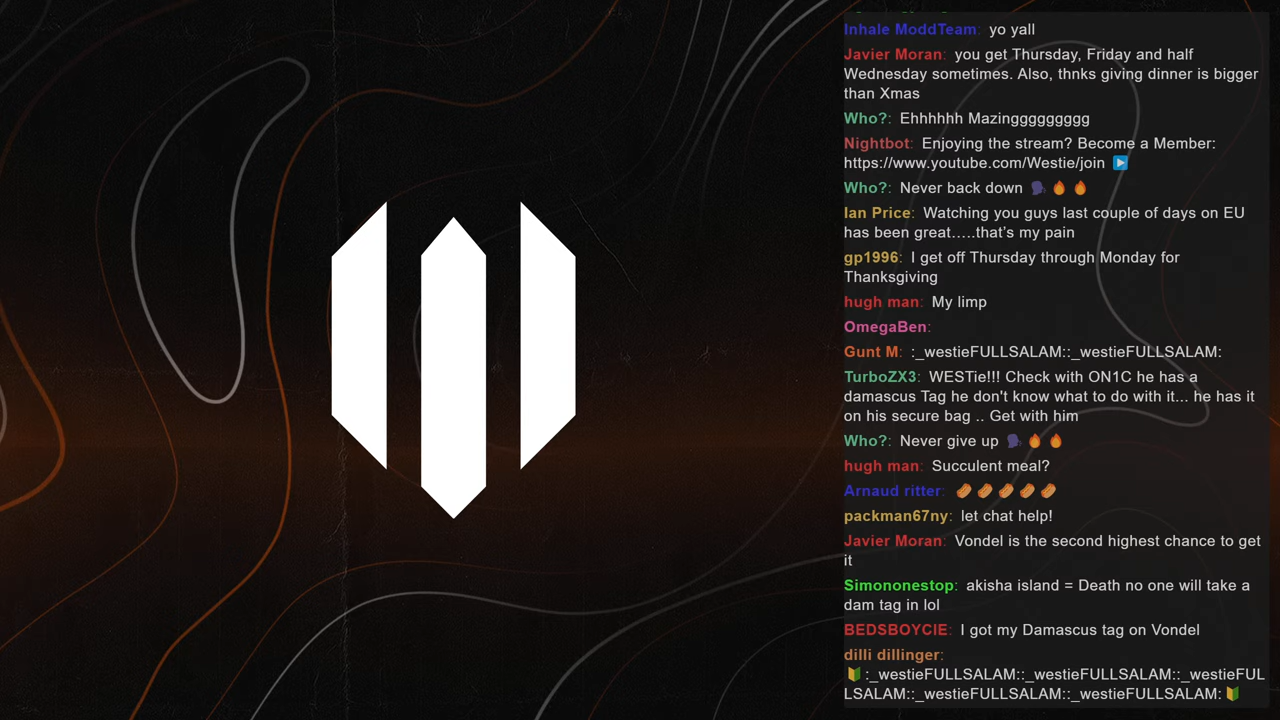 Inhale ModdTeam: yo yall
Javier Moran: you get Thursday, Friday and half
Wednesday sometimes. Also, thnks giving dinner is bigger
than Xmas
Who?: Ehhhhhh Mazinggggggggg
Nightbot: Enjoying the stream? Become a Member:
https://www.youtube.com/Westie/join ▶️
Who?: Never back down 🗣🔥🔥
Ian Price: Watching you guys last couple of days on EU
has been great…..that’s my pain
gp1996: I get off Thursday through Monday for
Thanksgiving
hugh man: My limp
OmegaBen:
Gunt M: :_westieFULLSALAM::_westieFULLSALAM:
TurboZX3: WESTie!!! Check with ON1C he has a
damascus Tag he don't know what to do with it... he has it
on his secure bag .. Get with him
Who?: Never give up 🗣🔥🔥
hugh man: Succulent meal?
Arnaud ritter: 🥜🥜🥜🥜🥜
packman67ny: let chat help!
Javier Moran: Vondel is the second highest chance to get
it
Simononestop: akisha island = Death no one will take a
dam tag in lol
BEDSBOYCIE: I got my Damascus tag on Vondel
dilli dillinger:
🔰:_westieFULLSALAM::_westieFULLSALAM::_westieFUL
LSALAM::_westieFULLSALAM::_westieFULLSALAM:🔰